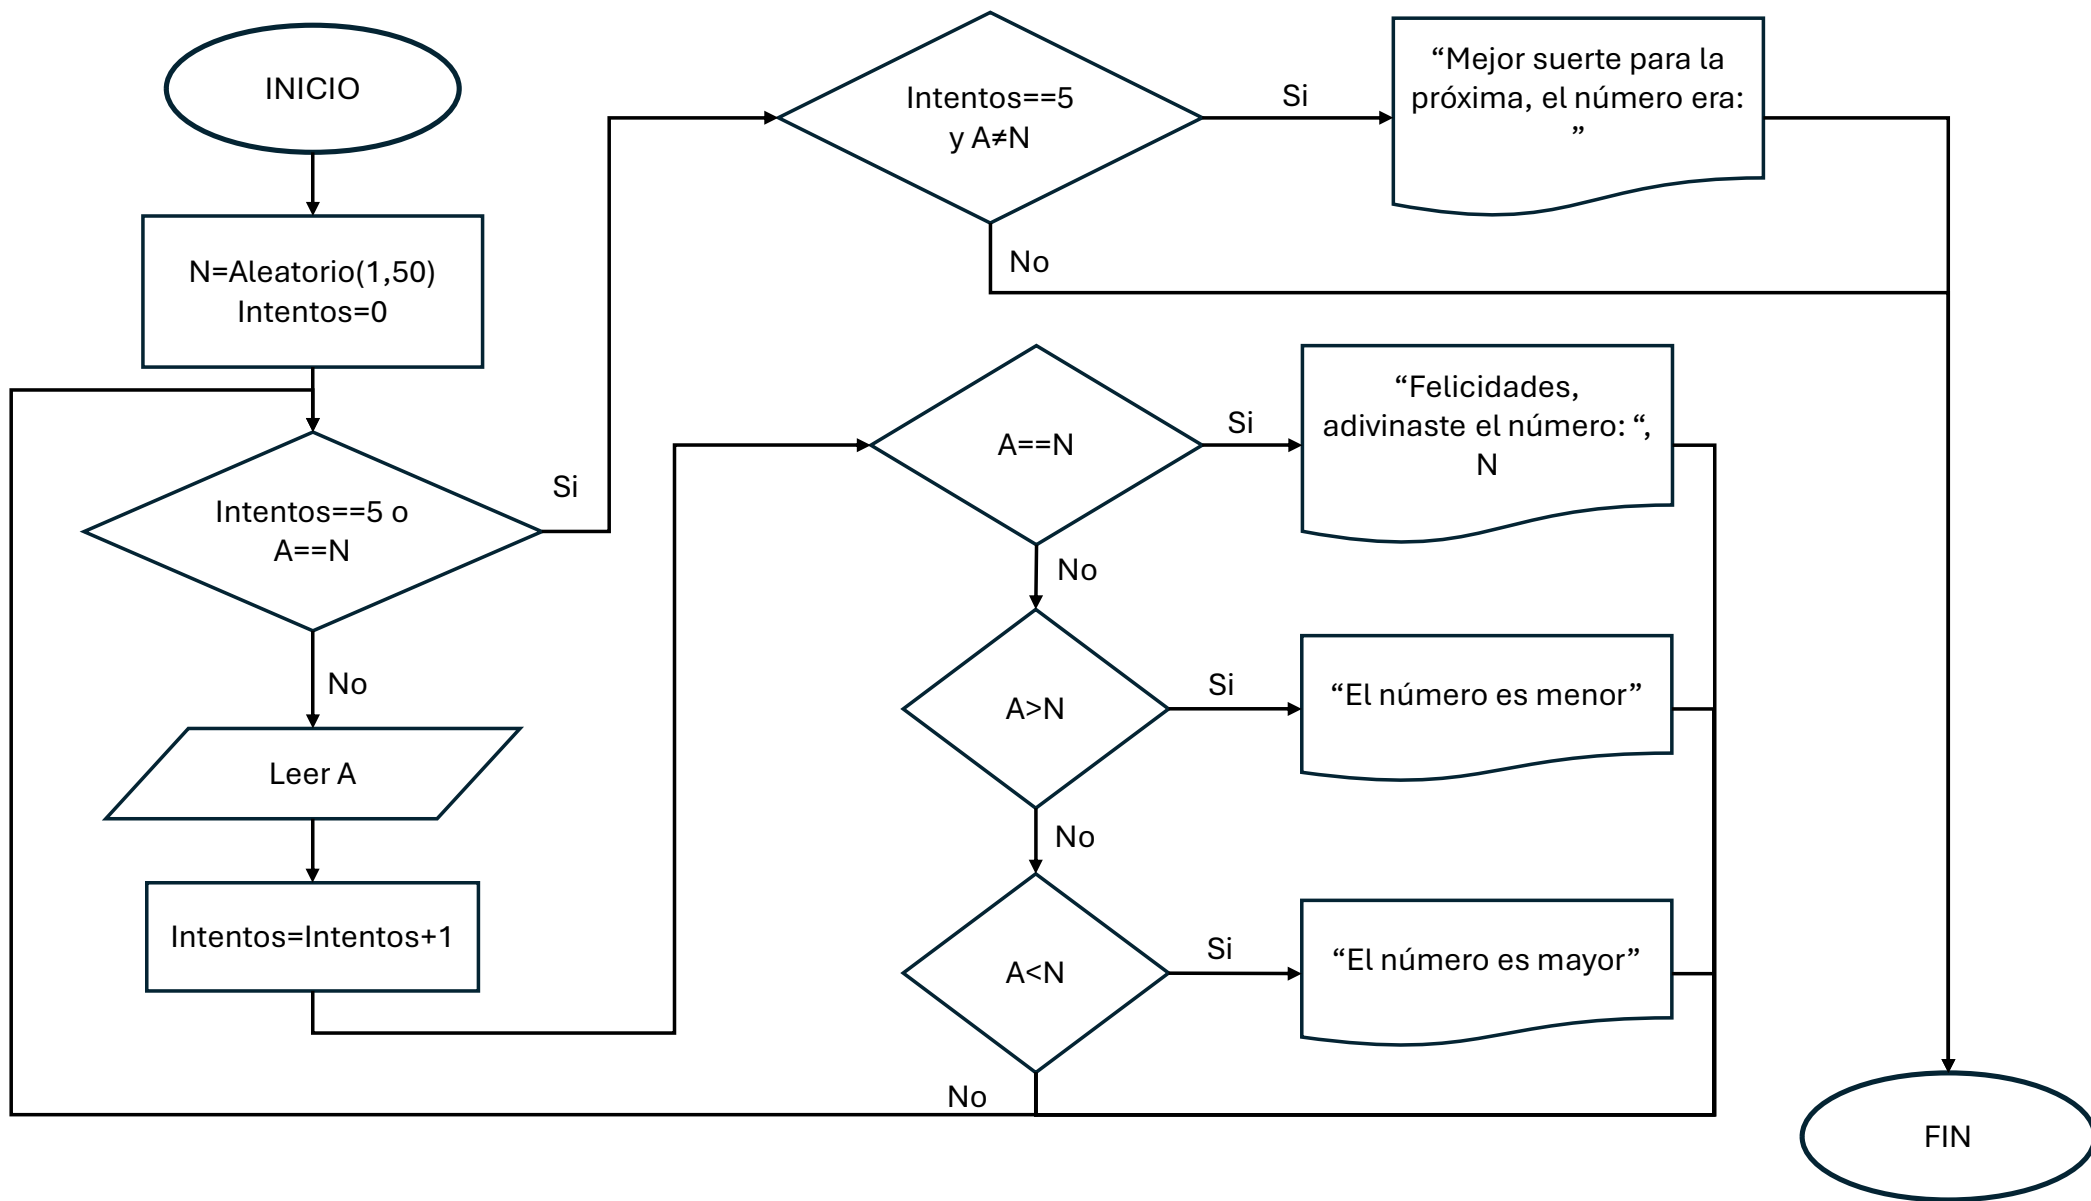 INICIO
N=Aleatorio(1,50)
Intentos=0
Intentos==5 o
A==N
Si
No
Leer A
Intentos=Intentos+1
Intentos==5
y A≠N
Si
“Mejor suerte para la
próxima, el número era:
”
No
A==N
Si
“Felicidades,
adivinaste el número: “,
N
No
A>N
Si
“El número es menor”
No
A<N
Si
“El número es mayor”
No
FIN